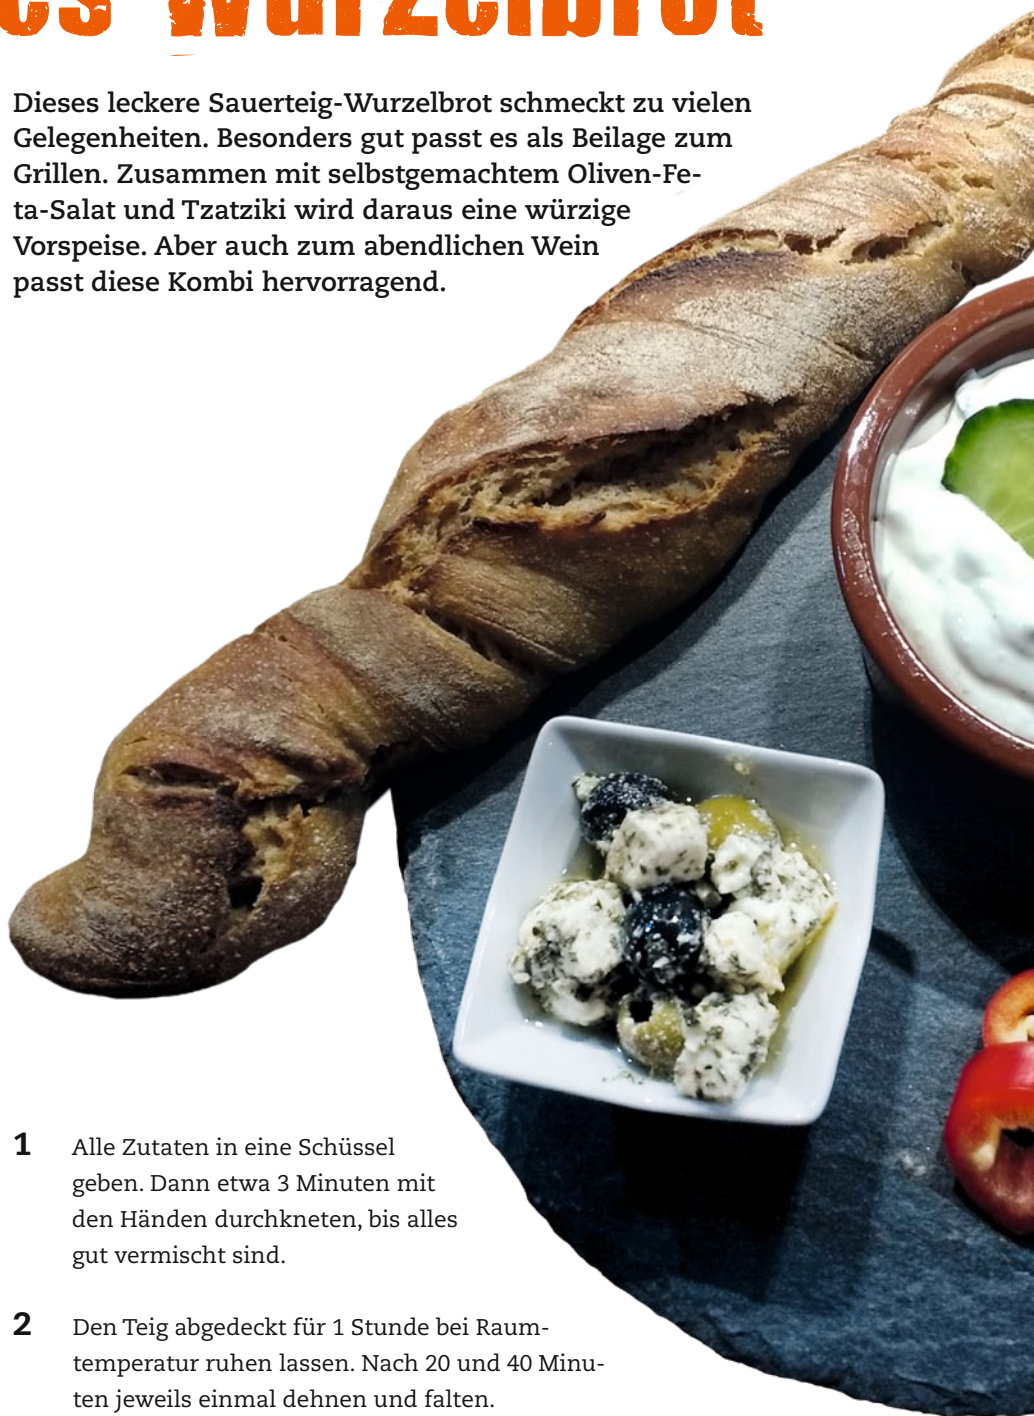 es Wurzelbrot
Dieses leckere Sauerteig-Wurzelbrot schmeckt zu vielen
Gelegenheiten. Besonders gut passt es als Beilage zum
Grillen. Zusammen mit selbstgemachtem Oliven-Fe-
ta-Salat und Tzatziki wird daraus eine würzige
Vorspeise. Aber auch zum abendlichen Wein
passt diese Kombi hervorragend.
1 Alle Zutaten in eine Schüssel
geben. Dann etwa 3 Minuten mit
den Händen durchkneten, bis alles
gut vermischt sind.
2 Den Teig abgedeckt für 1 Stunde bei Raum-
temperatur ruhen lassen. Nach 20 und 40 Minu-
ten jeweils einmal dehnen und falten.